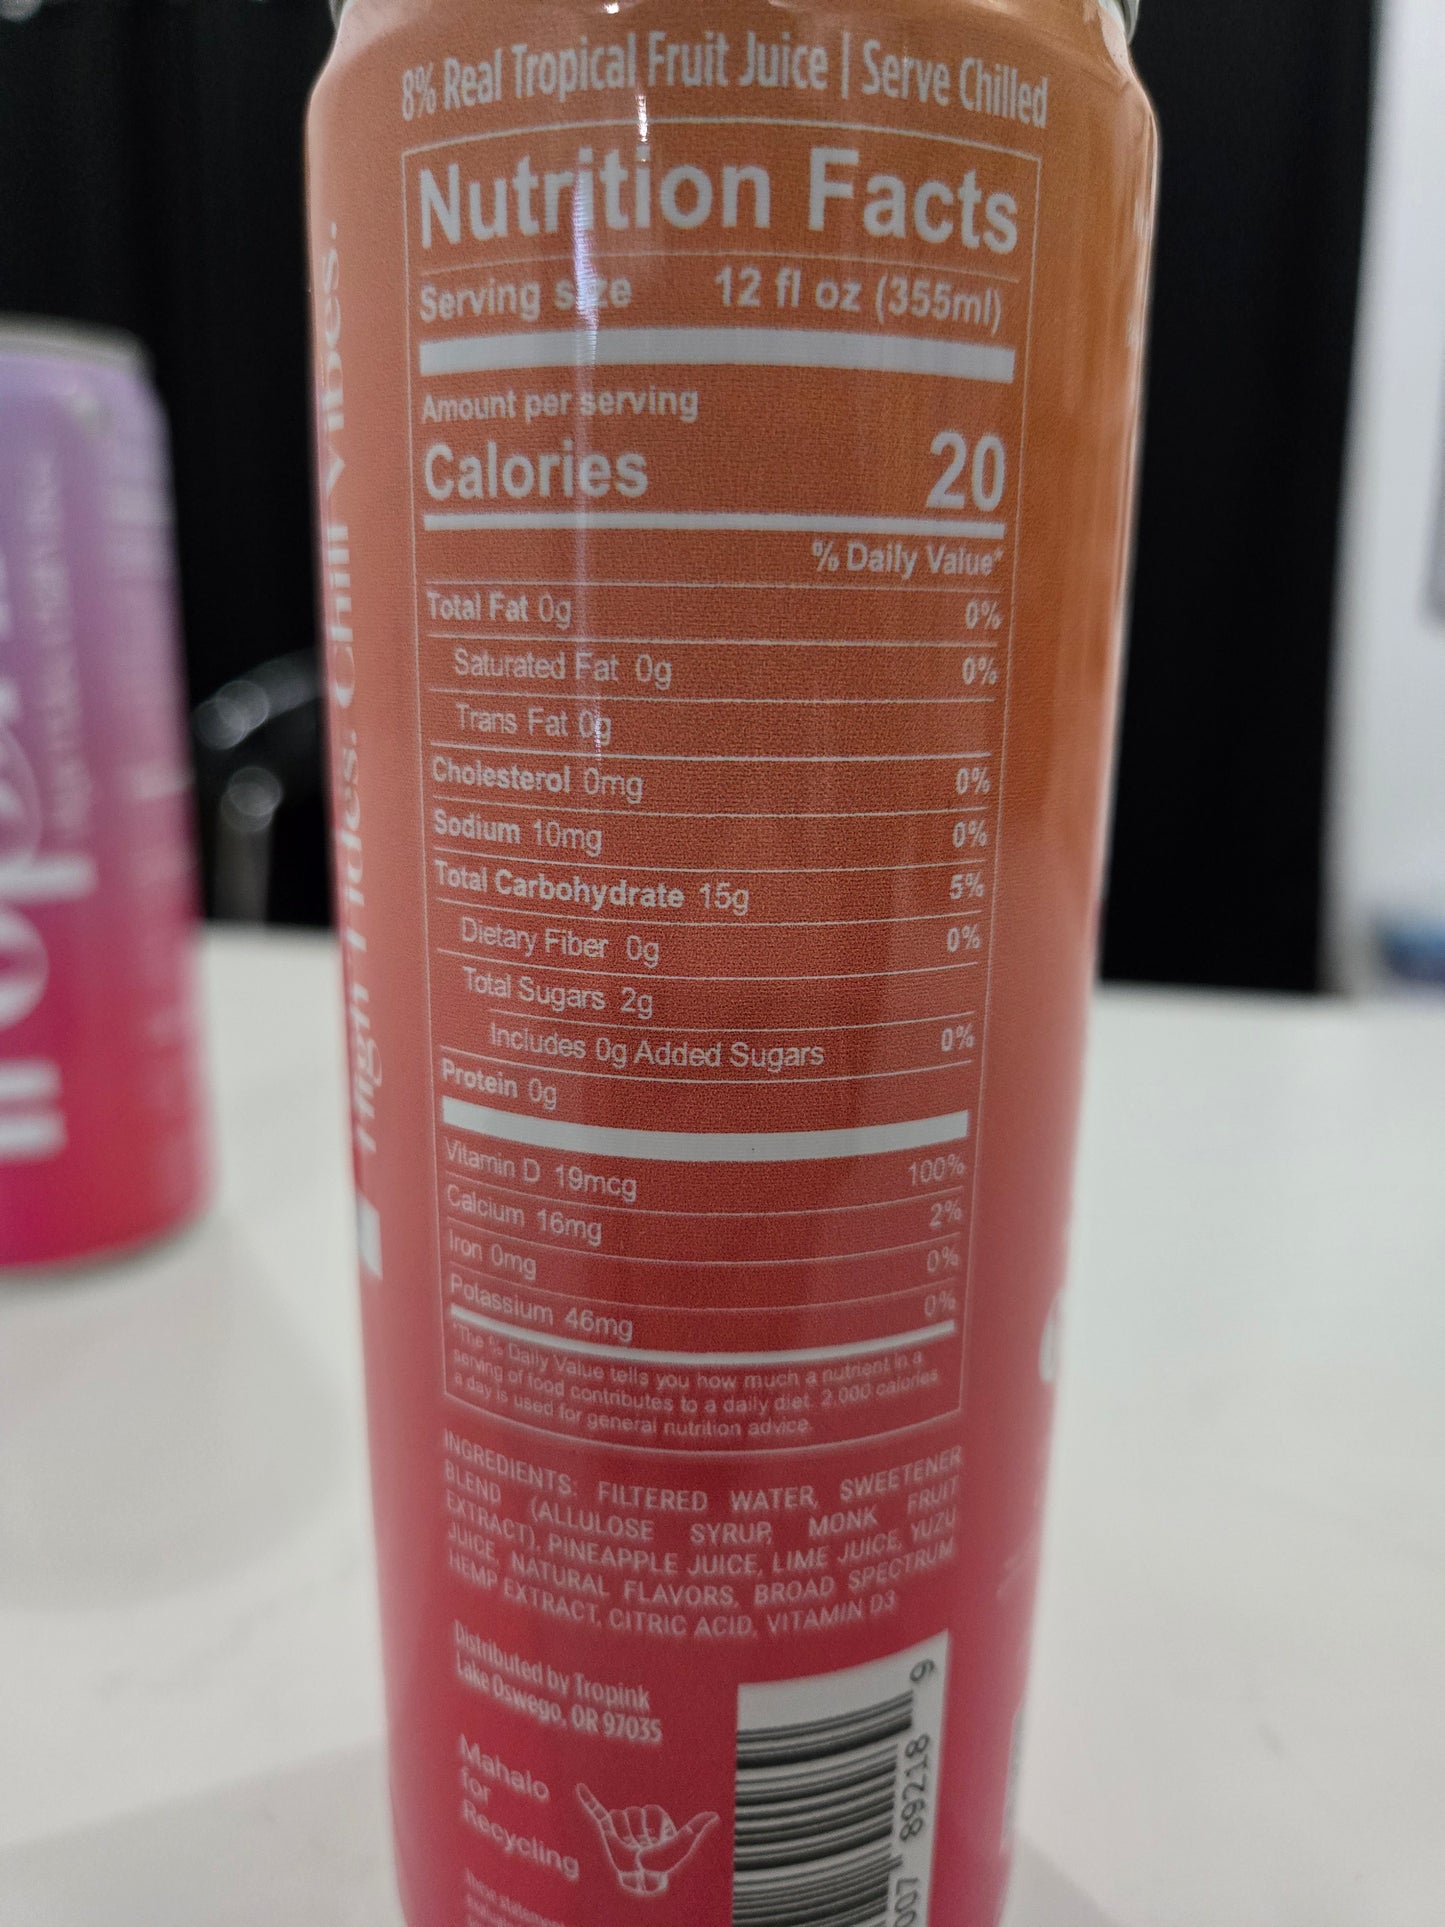 8% Real Tropical Fruit Juice | Serve Chilled
Nutrition Facts
Serving size 12 fl oz (355ml)
Amount per serving
Calories 20
% Daily Value*
Total Fat 0g 0%
Saturated Fat 0g 0%
Trans Fat 0g
Cholesterol 0mg 0%
Sodium 10mg 0%
Total Carbohydrate 15g 5%
Dietary Fiber 0g 0%
Total Sugars 2g
Includes 0g Added Sugars 0%
Protein 0g
Vitamin D 19mcg 100%
Calcium 16mg 2%
Iron 0mg 0%
Potassium 46mg 0%
*The % Daily Value tells you how much a nutrient in a
serving of food contributes to a daily diet. 2,000 calories
a day is used for general nutrition advice.
INGREDIENTS: FILTERED WATER, SWEETENER
BLEND (ALLULOSE SYRUP, MONK FRUIT
EXTRACT), PINEAPPLE JUICE, LIME JUICE, YUZU
JUICE, NATURAL FLAVORS, BROAD SPECTRUM
HEMP EXTRACT, CITRIC ACID, VITAMIN D3
Distributed by Tropink
Lake Oswego, OR 97035
Mahalo
for
Recycling
These statement
007 89218 9
High Tides. Chill Vibes.